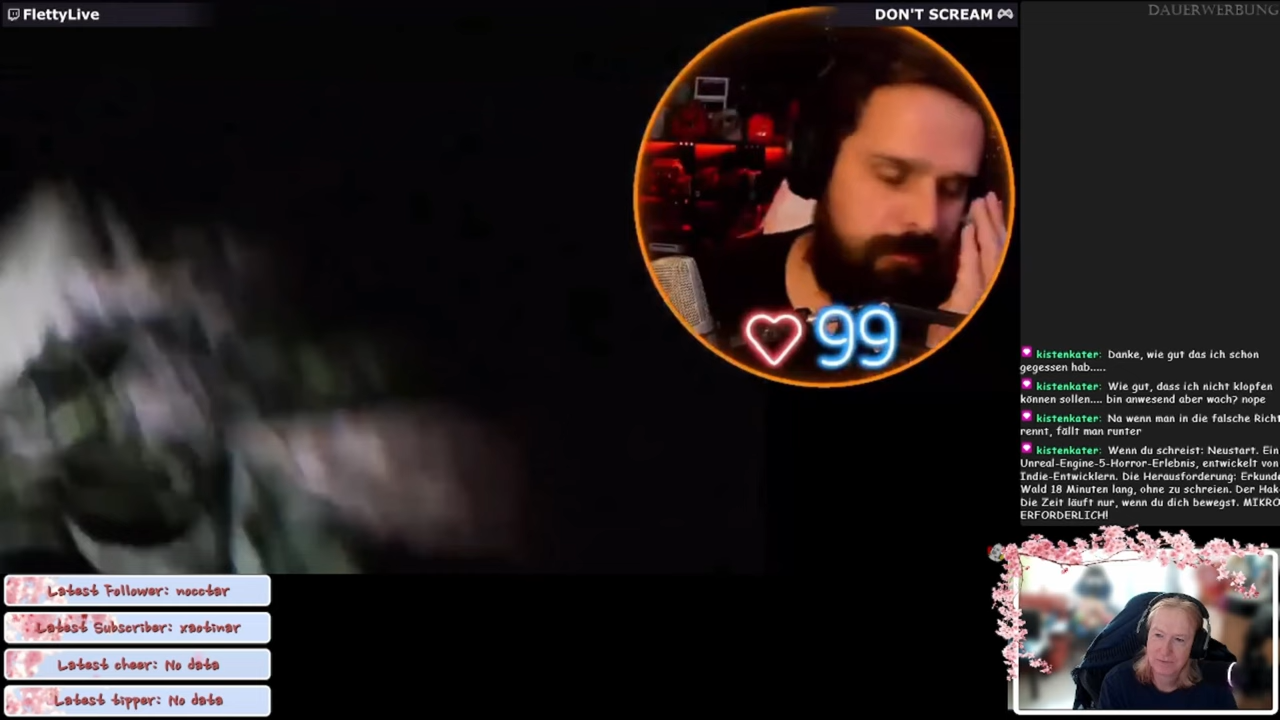 FlettyLive
DON'T SCREAM
DAUERWERBUNG
99
kistenkater: Danke, wie gut das ich schon
gegessen hab.....
kistenkater: Wie gut, dass ich nicht klopfen
können sollen.... bin anwesend aber wach? nope
kistenkater: Na wenn man in die falsche Richt
rennt, fällt man runter
kistenkater: Wenn du schreist: Neustart. Ein
Unreal-Engine-5-Horror-Erlebnis, entwickelt von
Indie-Entwicklern. Die Herausforderung: Erkunde
Wald 18 Minuten lang, ohne zu schreien. Der Hak
Die Zeit läuft nur, wenn du dich bewegst. MIKRO
ERFORDERLICH!
Latest Follower: nocctar
Latest Subscriber: xaotinar
Latest cheer: No data
Latest tipper: No data